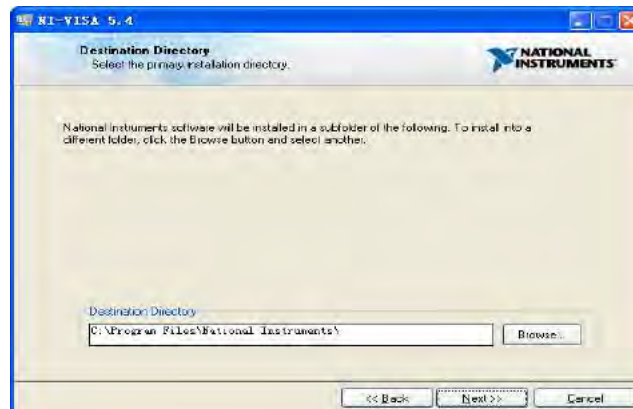 NI-VISA 5.4
Destination Directory
Select the primary installation directory.
NATIONAL
INSTRUMENTS
National Instruments software will be installed in a subfolder of the following. To install into a
different folder, click the Browse button and select another.
Destination Directory
C:\Program Files\National Instruments\
Browse...
<< Back
Next >>
Cancel